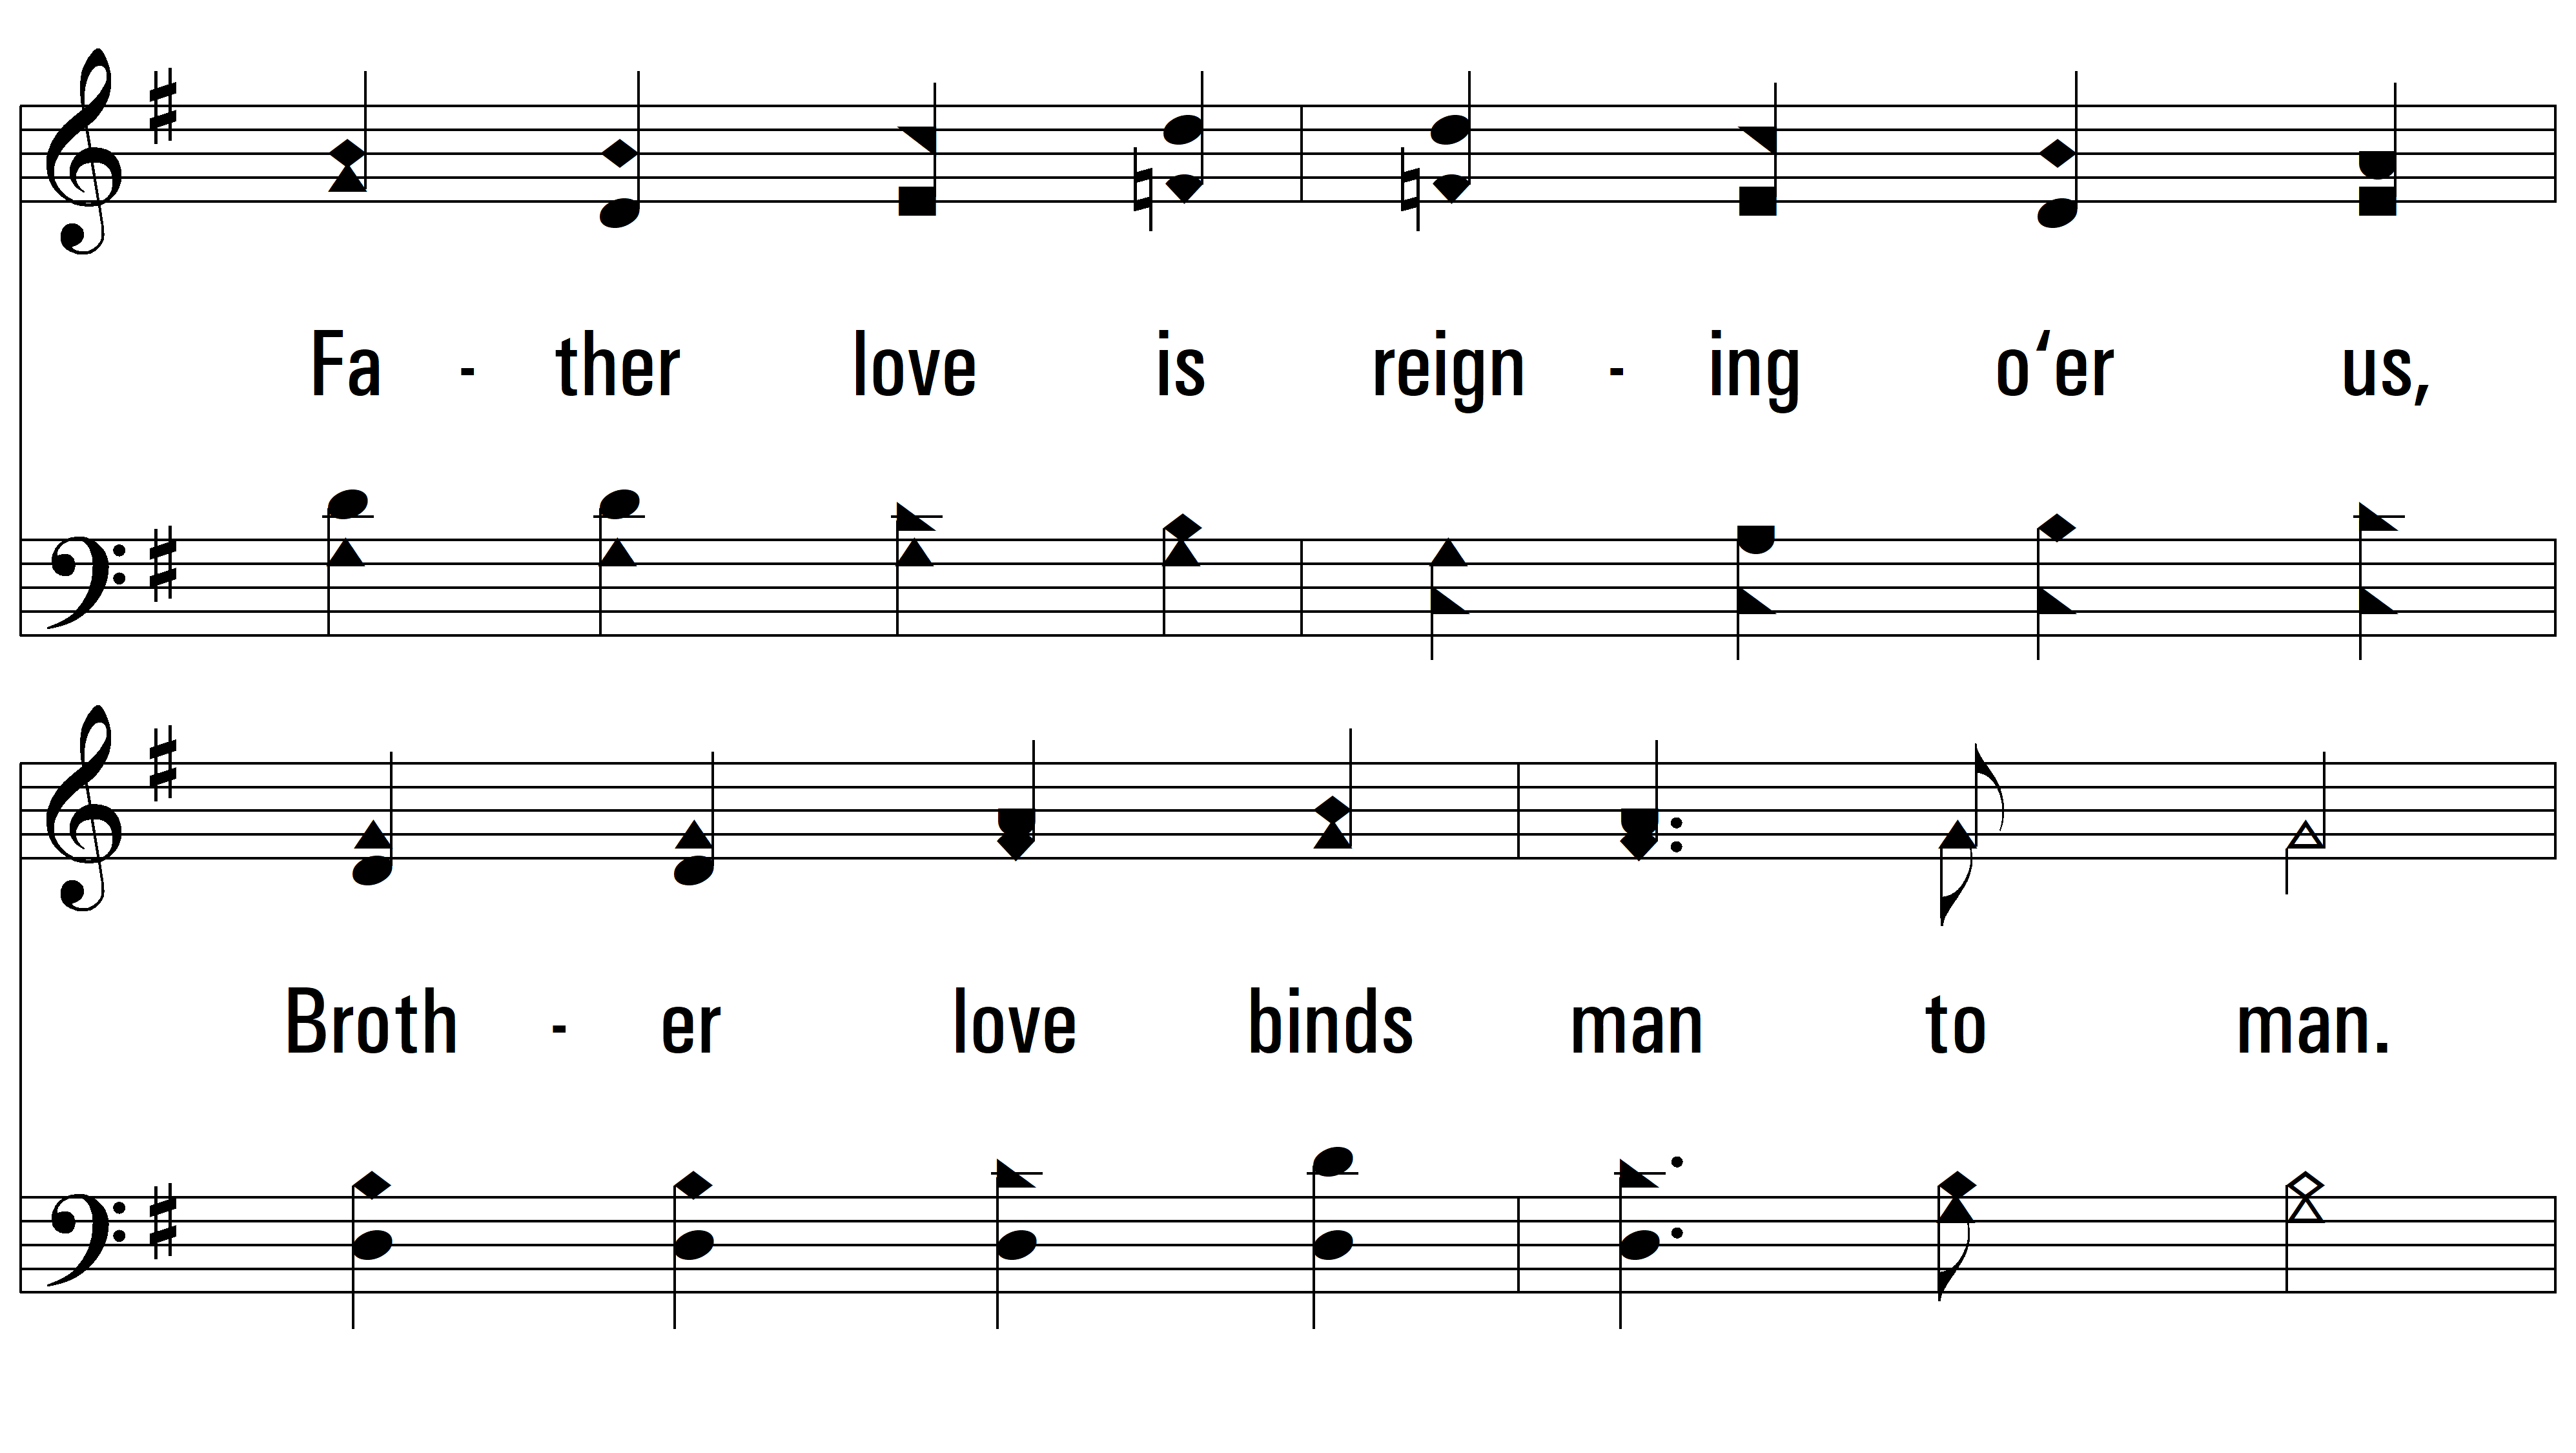 Fa - ther love is reign - ing o‘er us,
Broth - er love binds man to man.